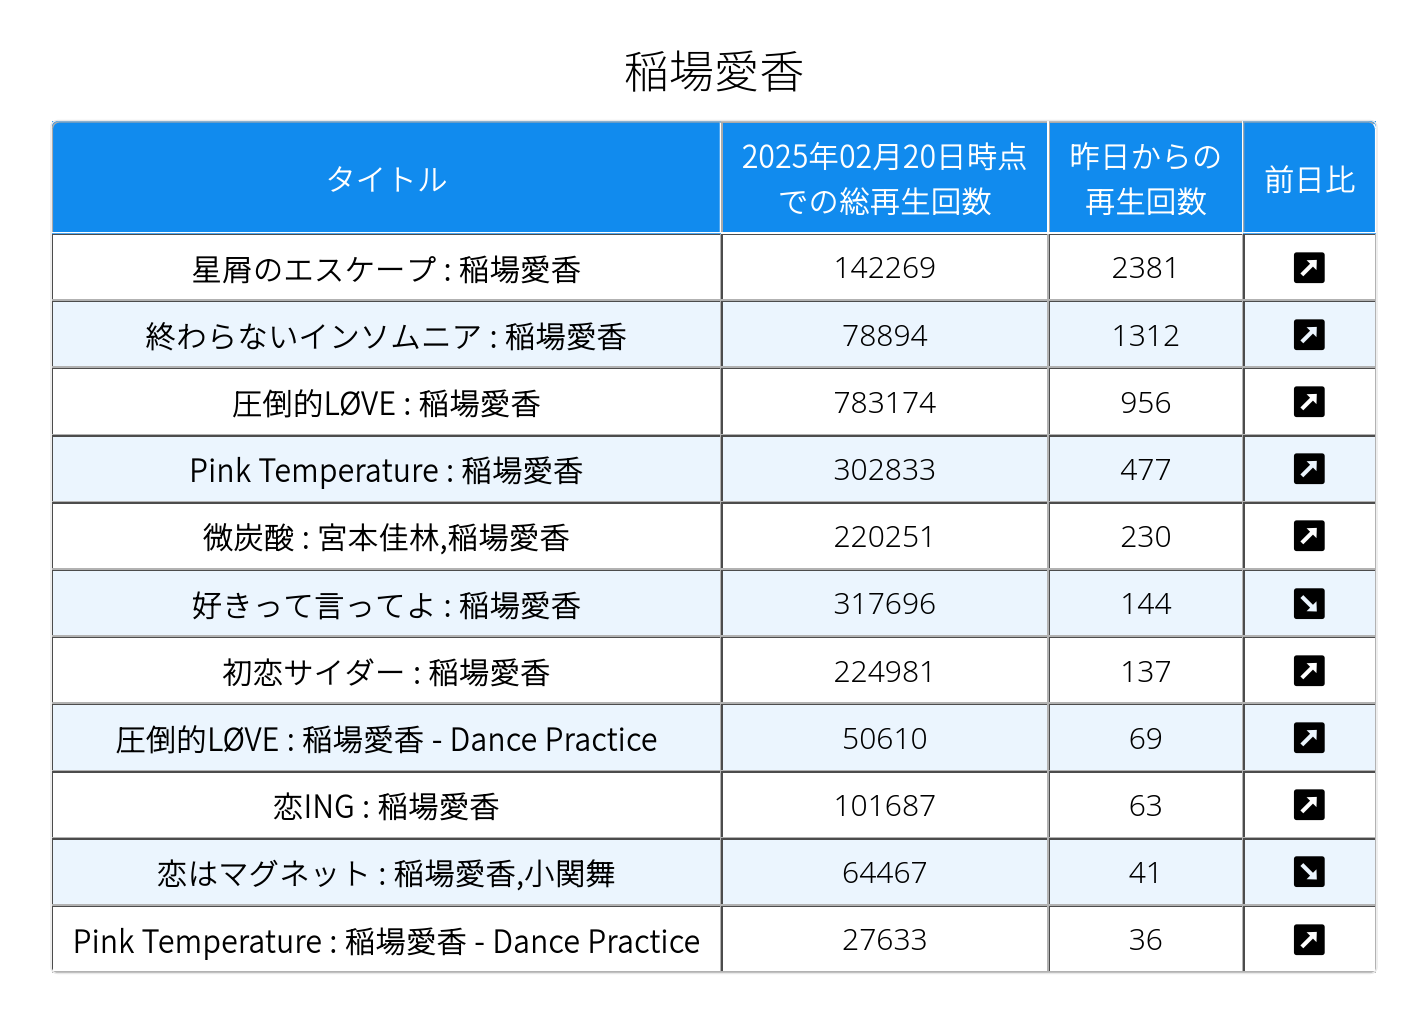 稲場愛香
タイトル
2025年02月20日時点
での総再生回数
昨日からの
再生回数
前日比
星屑のエスケープ : 稲場愛香 142269 2381
終わらないインソムニア : 稲場愛香 78894 1312
圧倒的LØVE : 稲場愛香 783174 956
Pink Temperature : 稲場愛香 302833 477
微炭酸 : 宮本佳林,稲場愛香 220251 230
好きって言ってよ : 稲場愛香 317696 144
初恋サイダー : 稲場愛香 224981 137
圧倒的LØVE : 稲場愛香 - Dance Practice 50610 69
恋ING : 稲場愛香 101687 63
恋はマグネット : 稲場愛香,小関舞 64467 41
Pink Temperature : 稲場愛香 - Dance Practice 27633 36